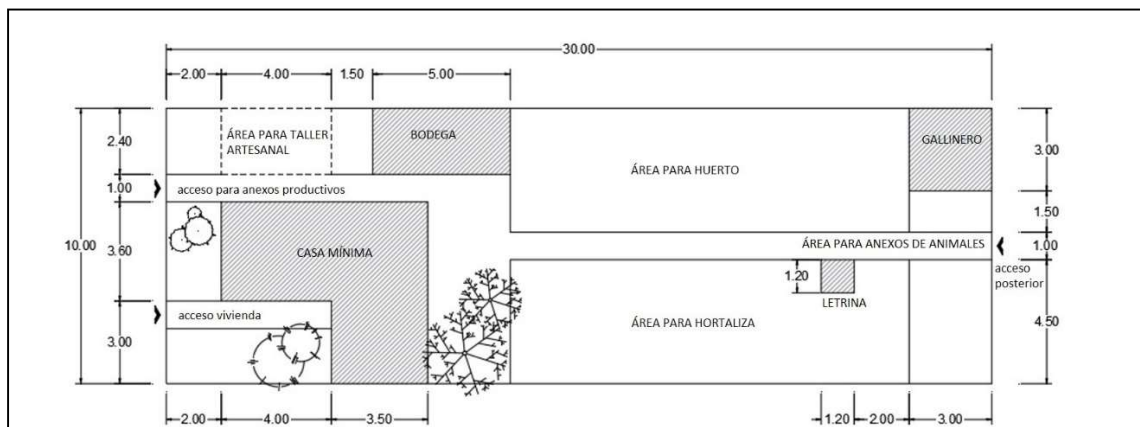 30.00
2.00
4.00
1.50
5.00
10.00
2.40
1.00
3.60
3.00
ÁREA PARA TALLER
ARTESANAL
BODEGA
GALLINERO
ÁREA PARA HUERTO
acceso para anexos productivos
CASA MÍNIMA
ÁREA PARA ANEXOS DE ANIMALES
acceso
posterior
1.20
LETRINA
acceso vivienda
ÁREA PARA HORTALIZA
3.00
1.50
1.00
4.50
2.00
4.00
3.50
1.20
2.00
3.00